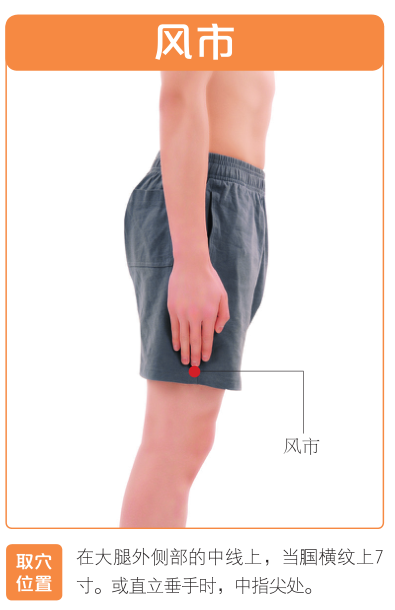 风市
风市
取穴
位置
在大腿外侧部的中线上，当腘横纹上7
寸。或直立垂手时，中指尖处。